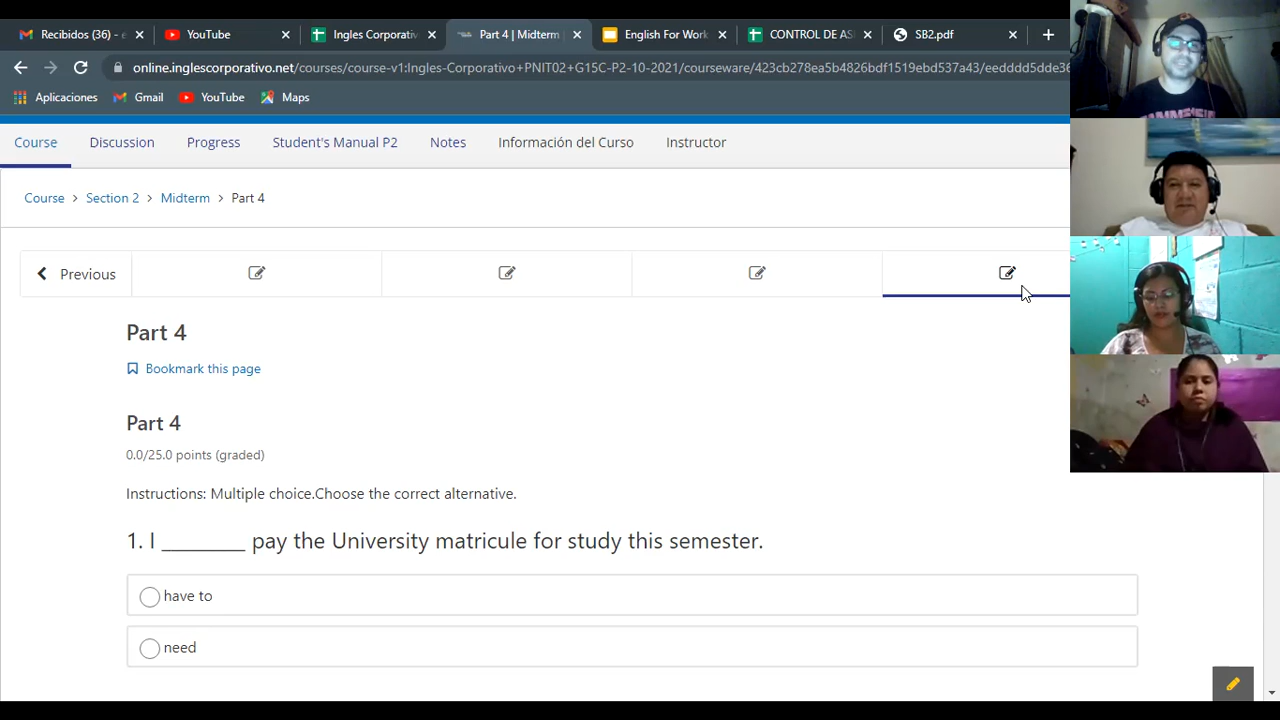 Recibidos (36) - e
YouTube
Ingles Corporativ
Part 4 | Midterm
English For Work
CONTROL DE AS
SB2.pdf
online.inglescorporativo.net/courses/course-v1:Ingles-Corporativo+PNIT02+G15C-P2-10-2021/courseware/423cb278ea5b4826bdf1519ebd537a43/eedddd5dde36
Aplicaciones
Gmail
YouTube
Maps
Course
Discussion
Progress
Student's Manual P2
Notes
Información del Curso
Instructor
Course > Section 2 > Midterm > Part 4
Previous
Part 4
Bookmark this page
Part 4
0.0/25.0 points (graded)
Instructions: Multiple choice.Choose the correct alternative.
1. I ________ pay the University matricule for study this semester.
have to
need